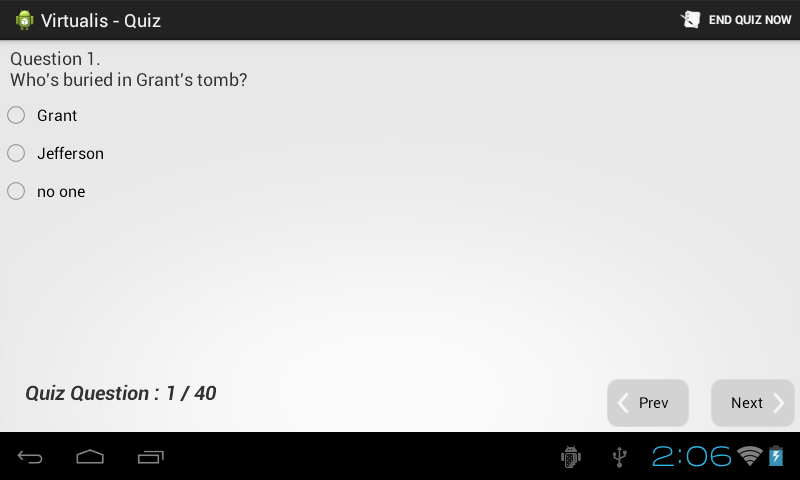 Virtualis - Quiz
END QUIZ NOW
Question 1.
Who's buried in Grant's tomb?
Grant
Jefferson
no one
Quiz Question : 1 / 40
Prev
Next
2:06